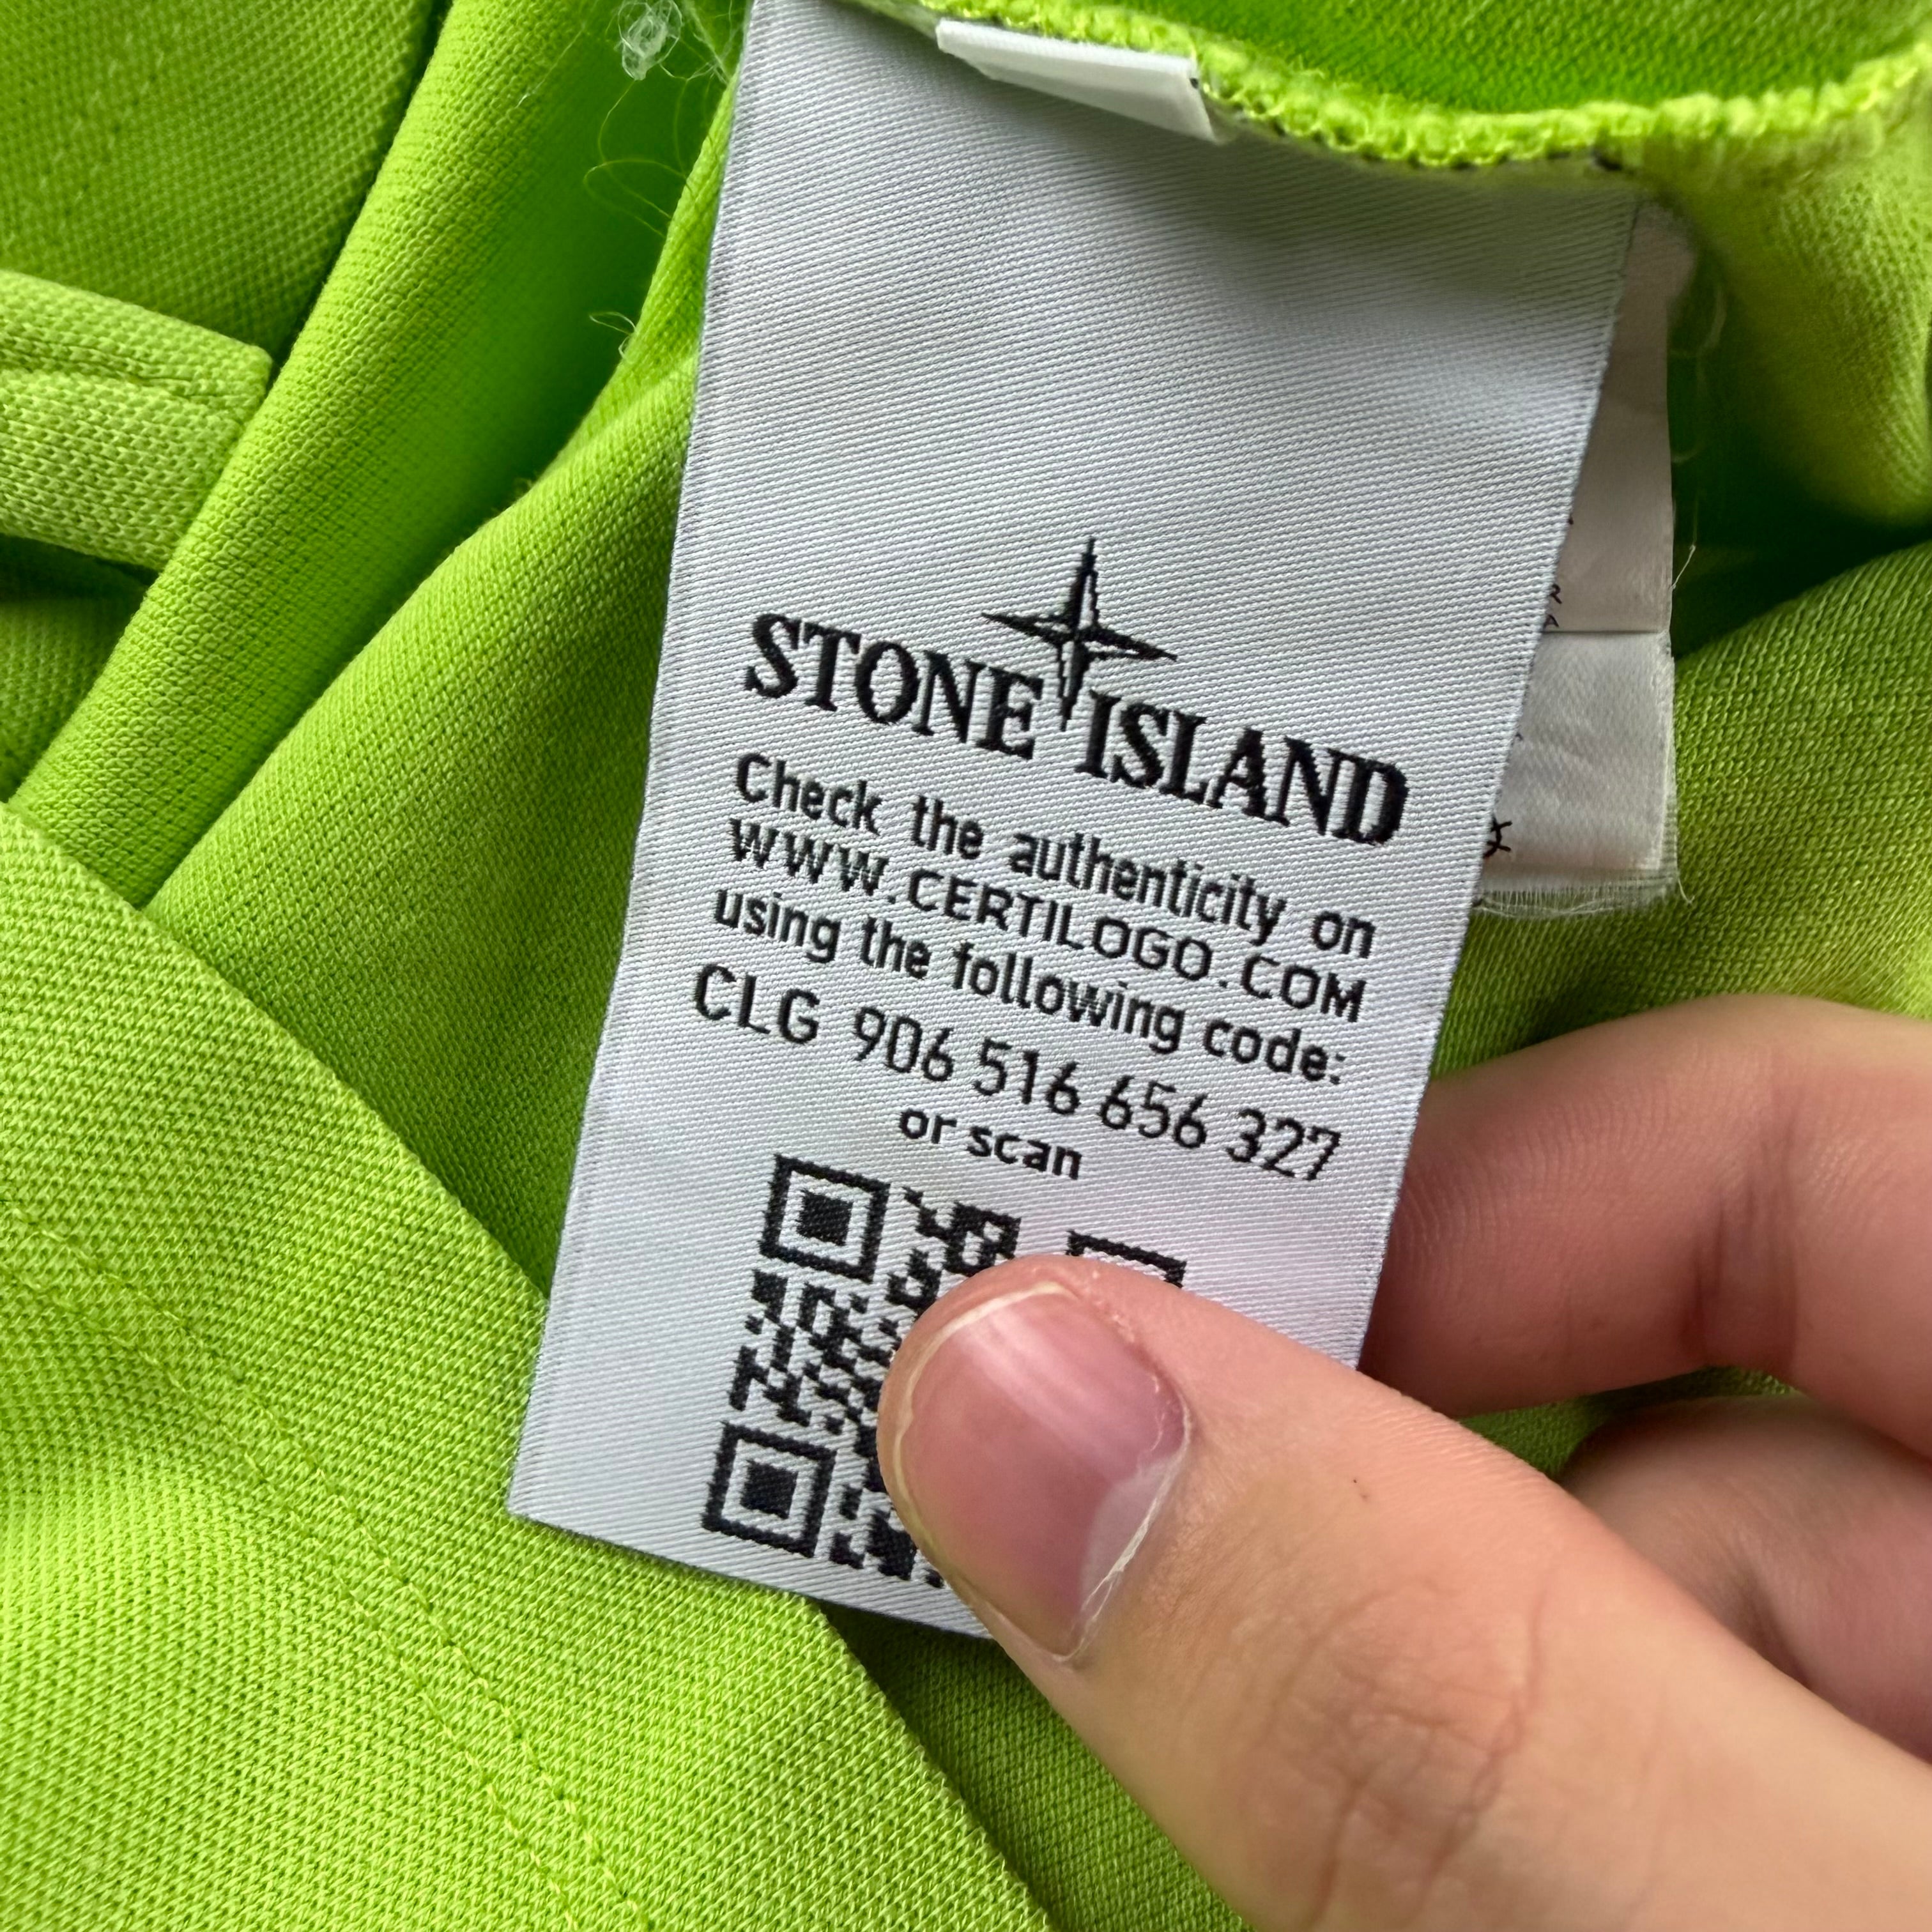 STONE ISLAND
Check the authenticity on
WWW.CERTILOGO.COM
using the following code:
CLG 906 516 656 327
or scan